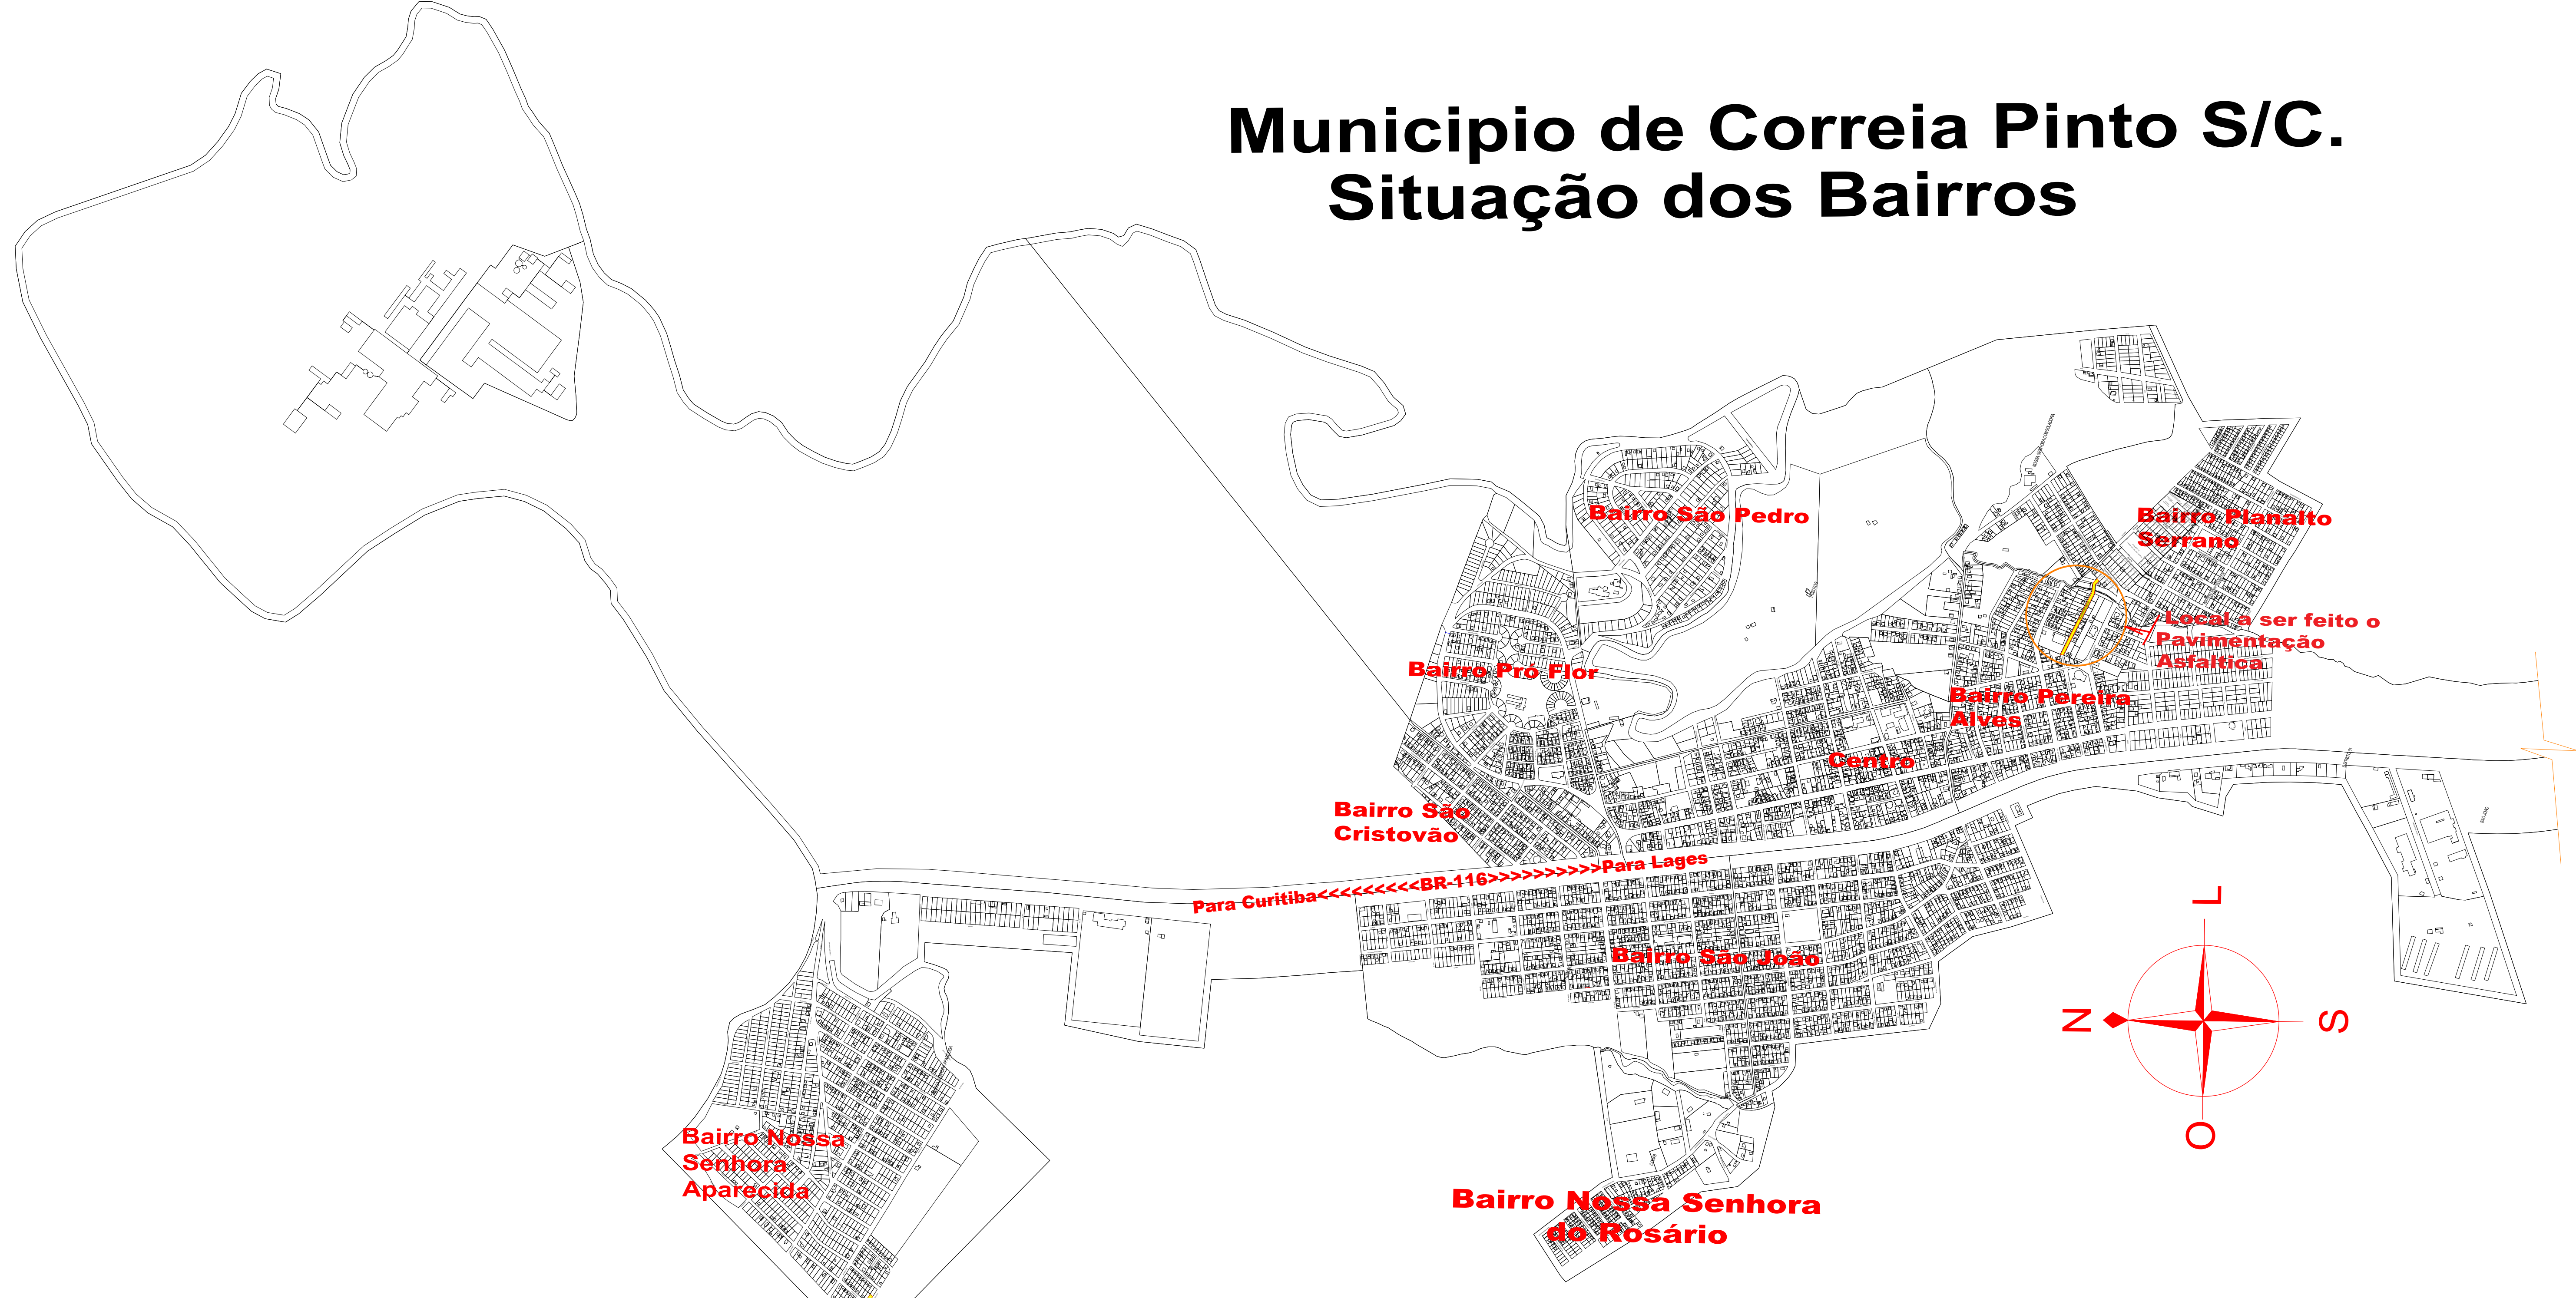 Municipio de Correia Pinto S/C.
Situação dos Bairros
Bairro São Pedro
Bairro Planalto
Serrano
Local a ser feito o
Pavimentação
Asfaltica
Bairro Pró Flor
Bairro Pereira
Alves
Centro
Bairro São
Cristovão
Para Curitiba<<<<<<<<<BR-116>>>>>>>>>>Para Lages
Bairro São João
L
N
S
O
Bairro Nossa
Senhora
Aparecida
Bairro Nossa Senhora
do Rosário